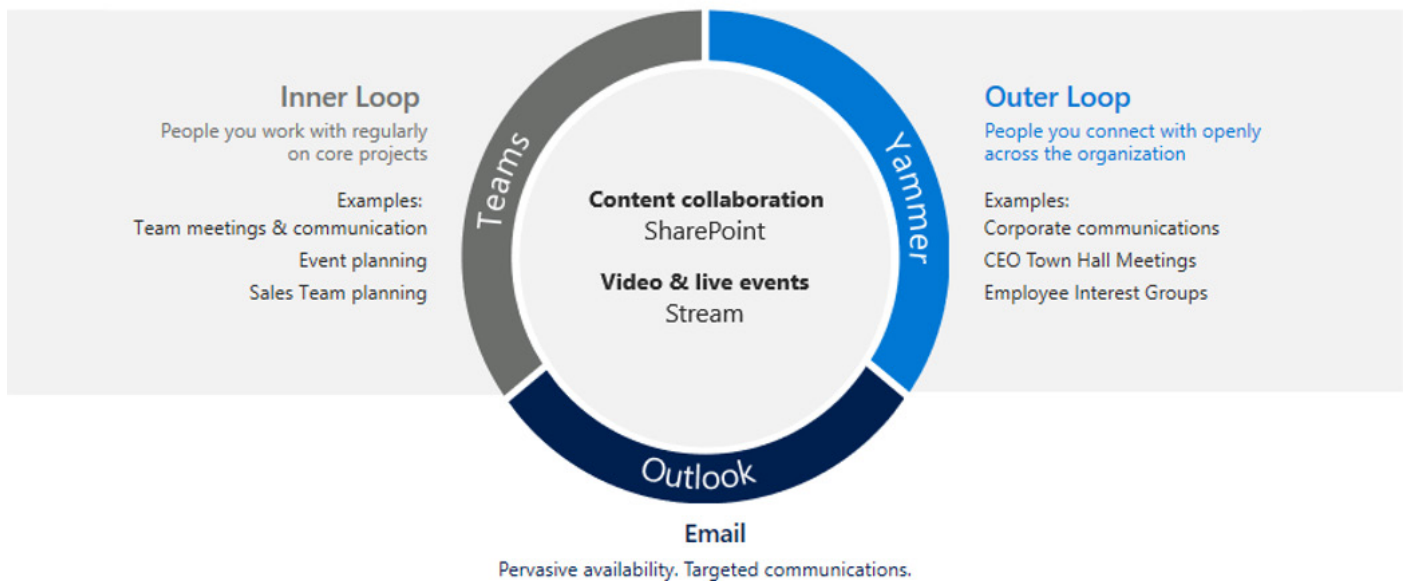 Inner Loop
People you work with regularly
on core projects
Examples:
Team meetings & communication
Event planning
Sales Team planning
Teams
Content collaboration
SharePoint
Video & live events
Stream
Yammer
Outer Loop
People you connect with openly
across the organization
Examples:
Corporate communications
CEO Town Hall Meetings
Employee Interest Groups
Outlook
Email
Pervasive availability. Targeted communications.